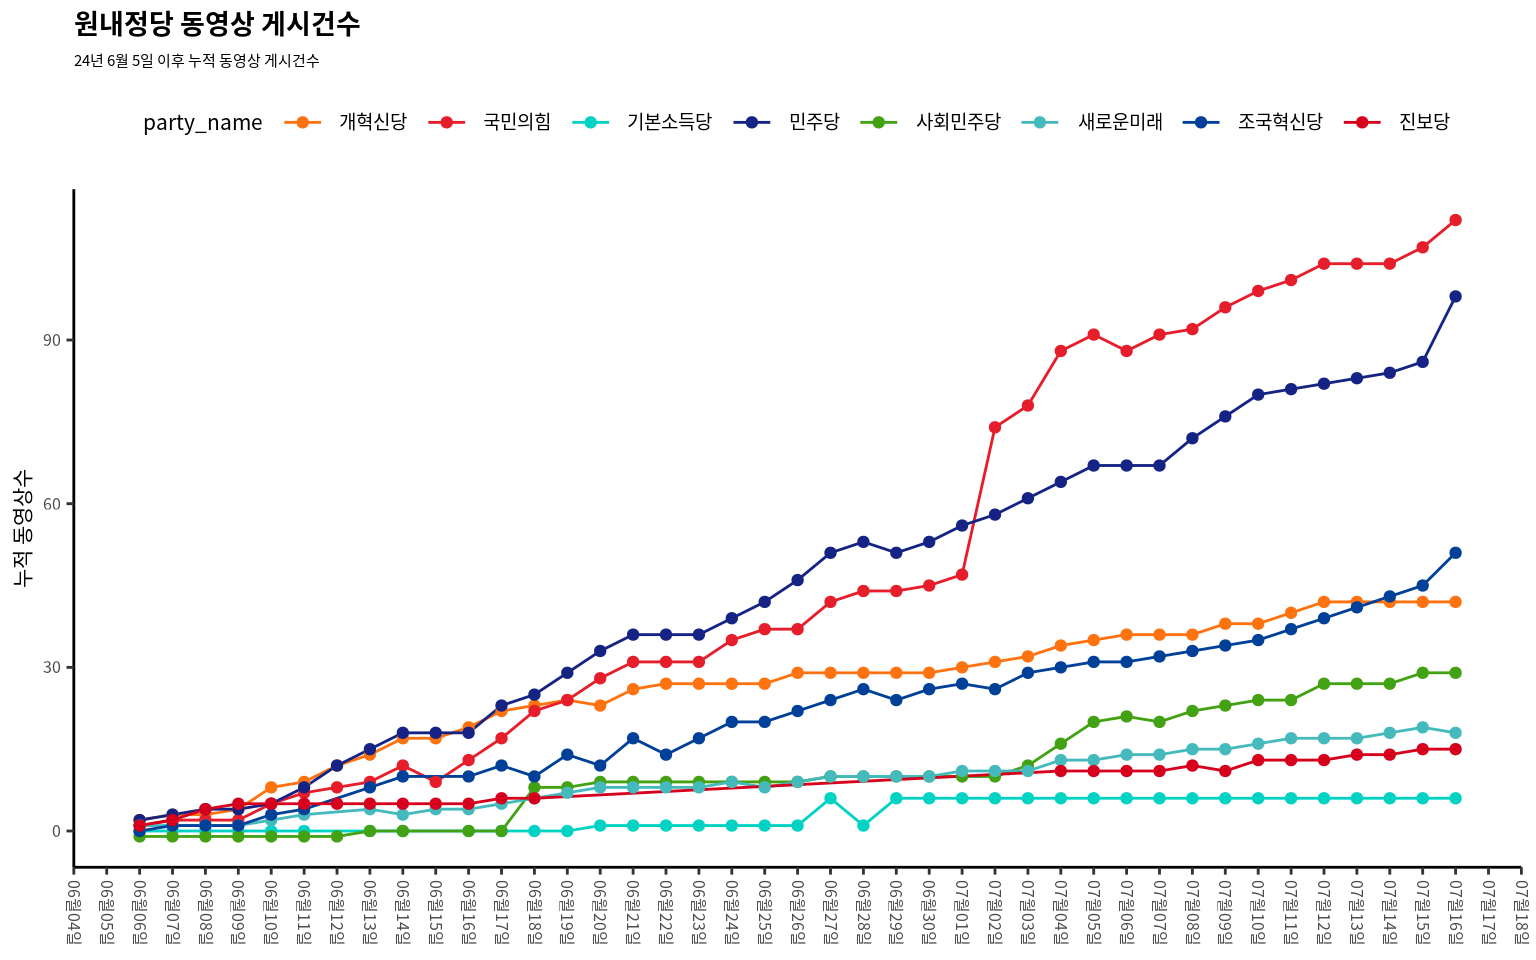 원내정당 동영상 게시건수
24년 6월 5일 이후 누적 동영상 게시건수
party_name 개혁신당 국민의힘 기본소득당 민주당 사회민주당 새로운미래 조국혁신당 진보당
누적 동영상수
90
60
30
0
06월04일
06월05일
06월06일
06월07일
06월08일
06월09일
06월10일
06월11일
06월12일
06월13일
06월14일
06월15일
06월16일
06월17일
06월18일
06월19일
06월20일
06월21일
06월22일
06월23일
06월24일
06월25일
06월26일
06월27일
06월28일
06월29일
06월30일
07월01일
07월02일
07월03일
07월04일
07월05일
07월06일
07월07일
07월08일
07월09일
07월10일
07월11일
07월12일
07월13일
07월14일
07월15일
07월16일
07월17일
07월18일